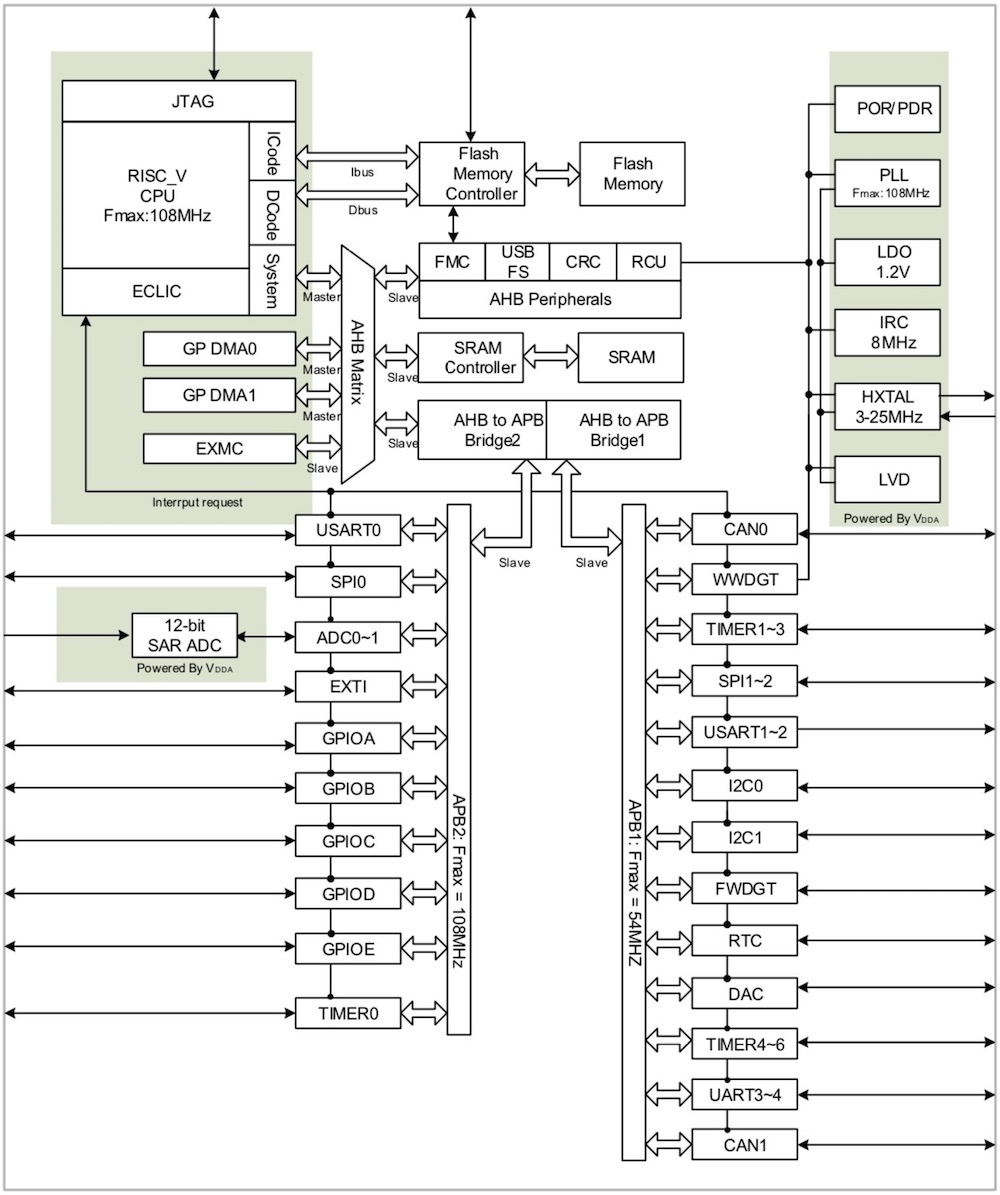 JTAG
RISC_V
CPU
Fmax:108MHz
ICode
DCode
System
ECLIC
Ibus
Dbus
Flash
Memory
Controller
Flash
Memory
FMC
USB
FS
CRC
RCU
AHB Peripherals
Master
Slave
GP DMA0
Master
GP DMA1
Master
EXMC
Slave
AHB Matrix
SRAM
Controller
SRAM
Slave
AHB to APB
Bridge2
AHB to APB
Bridge1
Slave
POR/PDR
PLL
Fmax:108MHz
LDO
1.2V
IRC
8MHz
HXTAL
3-25MHz
LVD
Powered By VDDA
Interrput request
Slave
Slave
USART0
SPI0
12-bit
SAR ADC
Powered By VDDA
ADC0~1
EXTI
GPIOA
GPIOB
GPIOC
GPIOD
GPIOE
TIMER0
APB2: Fmax = 108MHz
APB1: Fmax = 54MHZ
CAN0
WWDGT
TIMER1~3
SPI1~2
USART1~2
I2C0
I2C1
FWDGT
RTC
DAC
TIMER4~6
UART3~4
CAN1